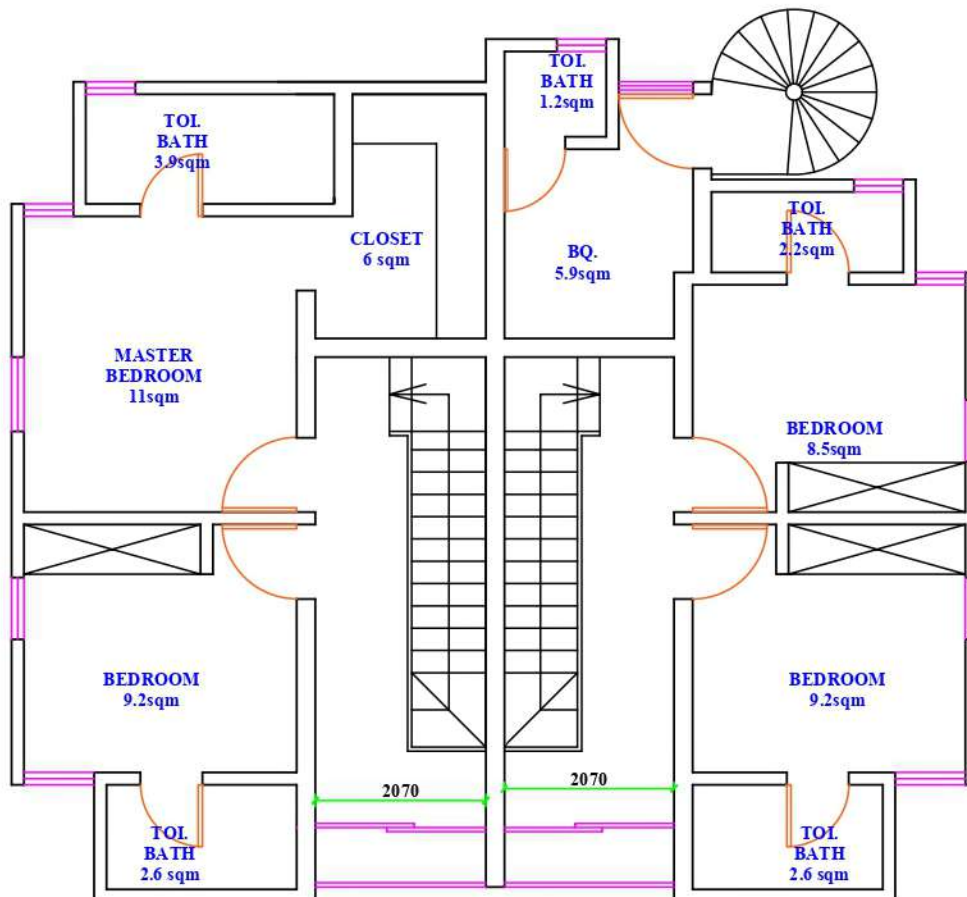 TOI.
BATH
1.2sqm
TOI.
BATH
3.9sqm
TOI.
BATH
2.2sqm
CLOSET
6 sqm
BQ.
5.9sqm
MASTER
BEDROOM
11sqm
BEDROOM
8.5sqm
BEDROOM
9.2sqm
BEDROOM
9.2sqm
2070
2070
TOI.
BATH
2.6 sqm
TOI.
BATH
2.6 sqm